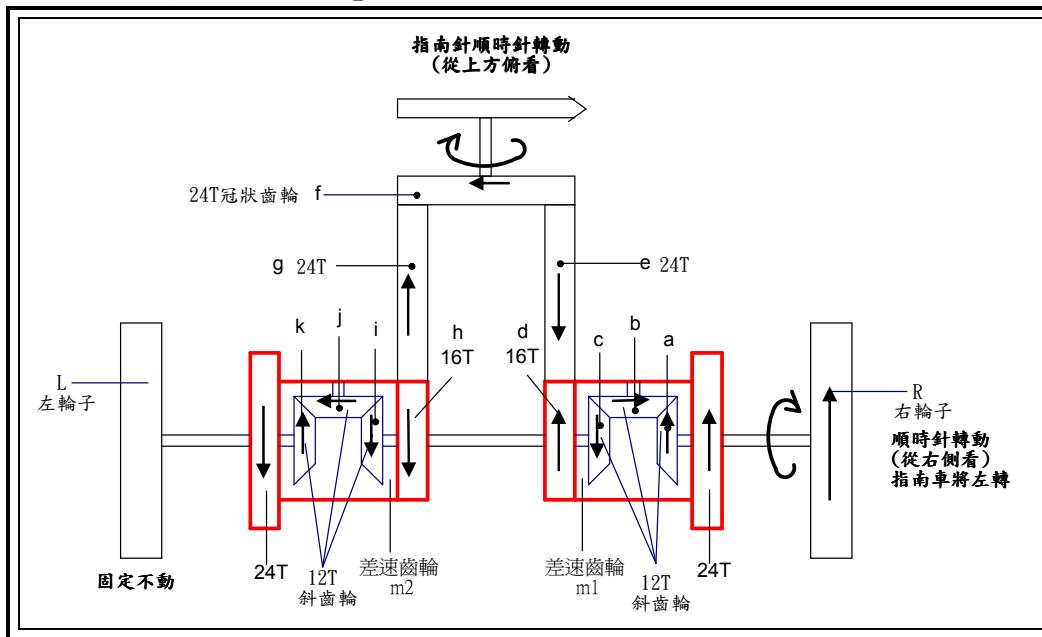 指南針順時針轉動
(從上方俯看)
24T冠狀齒輪 f
g 24T
e 24T
k
j
i
h
16T
d
16T
c
b
a
L
左輪子
R
右輪子
順時針轉動
(從右側看)
指南車將左轉
固定不動
24T
12T
斜齒輪
差速齒輪
m2
差速齒輪
m1
12T
斜齒輪
24T